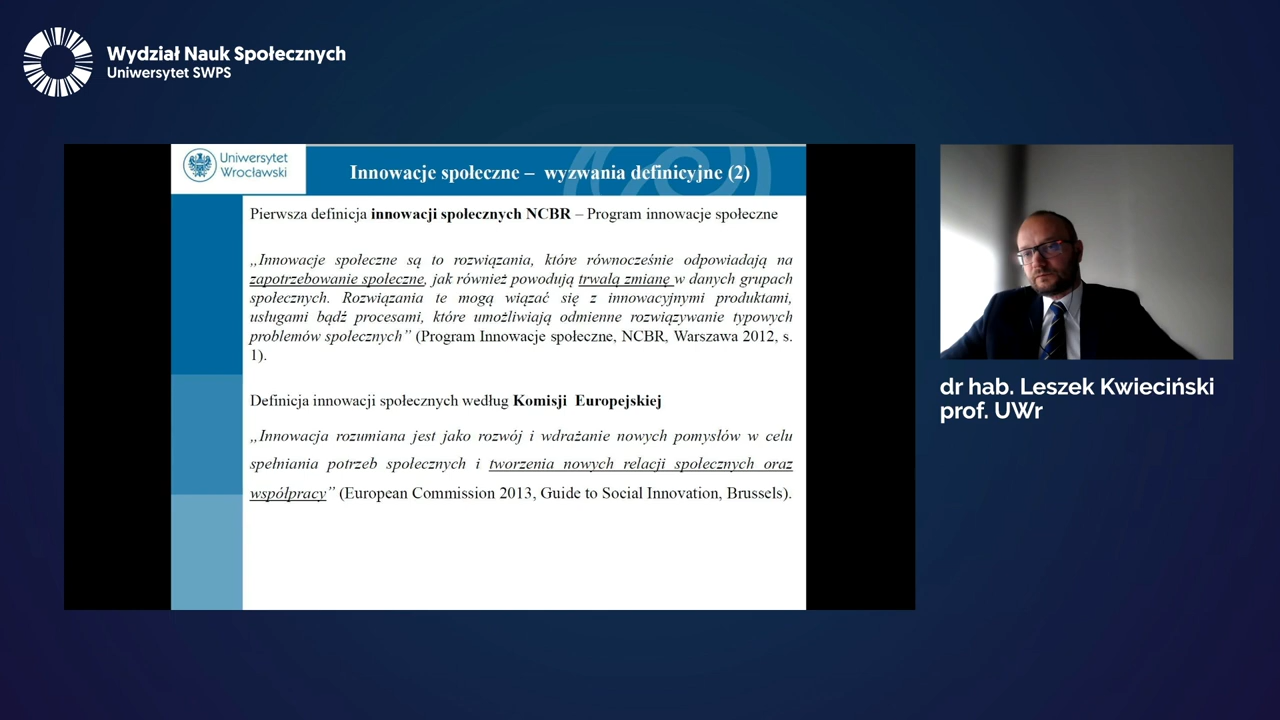 Wydział Nauk Społecznych
Uniwersytet SWPS
Uniwersytet
Wrocławski
Innowacje społeczne – wyzwania definicyjne (2)
Pierwsza definicja innowacji społecznych NCBR – Program innowacje społeczne
„Innowacje społeczne są to rozwiązania, które równocześnie odpowiadają na
zapotrzebowanie społeczne, jak również powodują trwałą zmianę w danych grupach
społecznych. Rozwiązania te mogą wiązać się z innowacyjnymi produktami,
usługami bądź procesami, które umożliwiają odmienne rozwiązywanie typowych
problemów społecznych” (Program Innowacje społeczne, NCBR, Warszawa 2012, s.
1).
Definicja innowacji społecznych według Komisji Europejskiej
„Innowacja rozumiana jest jako rozwój i wdrażanie nowych pomysłów w celu
spełniania potrzeb społecznych i tworzenia nowych relacji społecznych oraz
współpracy” (European Commission 2013, Guide to Social Innovation, Brussels).
dr hab. Leszek Kwieciński
prof. UWr